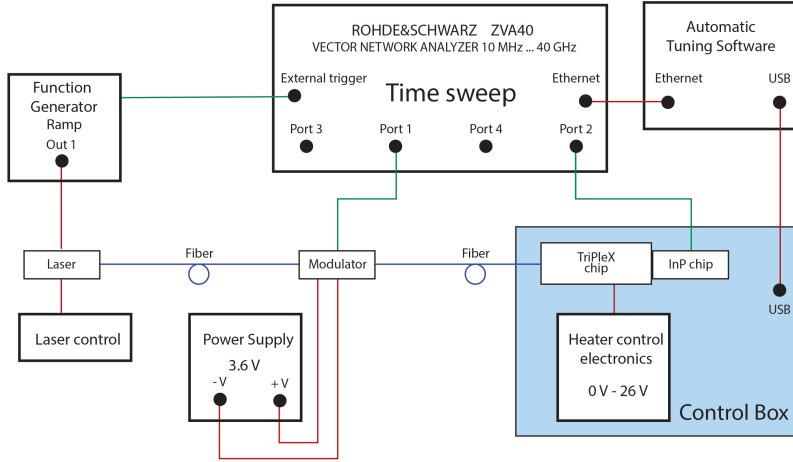 ROHDE&SCHWARZ ZVA40
VECTOR NETWORK ANALYZER 10 MHz ... 40 GHz
External trigger
Ethernet
Time sweep
Port 3
Port 1
Port 4
Port 2
Automatic
Tuning Software
Ethernet
USB
Function
Generator
Ramp
Out 1
Laser
Fiber
Modulator
Fiber
TriPleX
chip
InP chip
USB
Laser control
Power Supply
3.6 V
- V
+ V
Heater control
electronics
0 V - 26 V
Control Box